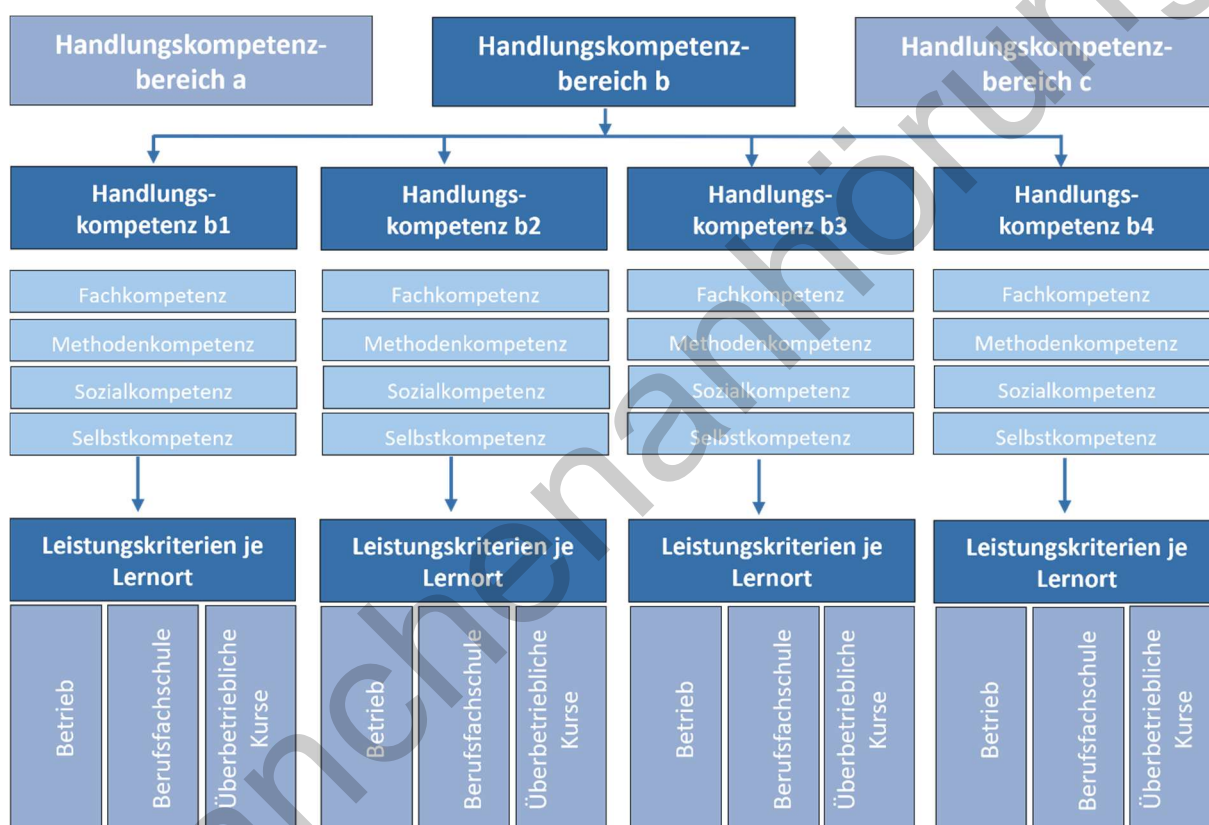 Handlungskompetenz-
bereich a
Handlungskompetenz-
bereich b
Handlungskompetenz-
bereich c
Handlungs-
kompetenz b1
Handlungs-
kompetenz b2
Handlungs-
kompetenz b3
Handlungs-
kompetenz b4
Fachkompetenz
Fachkompetenz
Fachkompetenz
Fachkompetenz
Methodenkompetenz
Methodenkompetenz
Methodenkompetenz
Methodenkompetenz
Sozialkompetenz
Sozialkompetenz
Sozialkompetenz
Sozialkompetenz
Selbstkompetenz
Selbstkompetenz
Selbstkompetenz
Selbstkompetenz
Leistungskriterien je
Lernort
Leistungskriterien je
Lernort
Leistungskriterien je
Lernort
Leistungskriterien je
Lernort
Betrieb
Berufsfachschule
Überbetriebliche
Kurse
Betrieb
Berufsfachschule
Überbetriebliche
Kurse
Betrieb
Berufsfachschule
Überbetriebliche
Kurse
Betrieb
Berufsfachschule
Überbetriebliche
Kurse